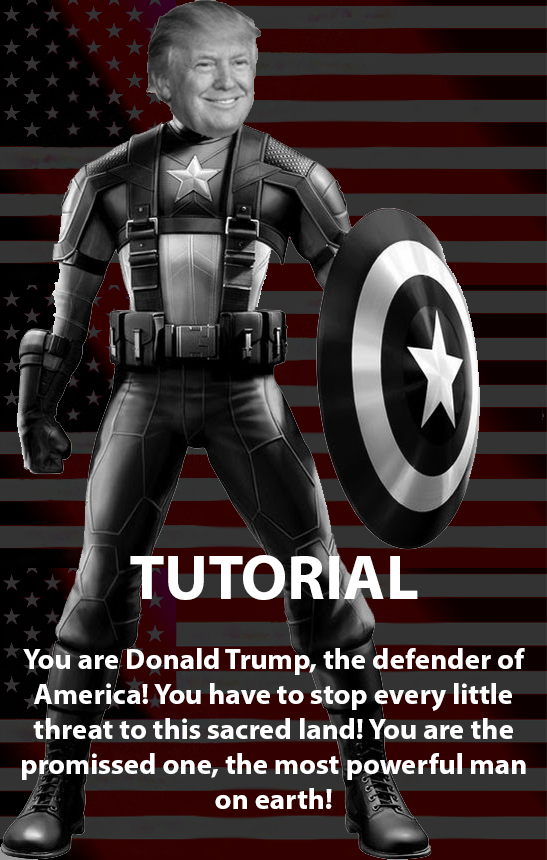 TUTORIAL
You are Donald Trump, the defender of
America! You have to stop every little
threat to this sacred land! You are the
promissed one, the most powerful man
on earth!